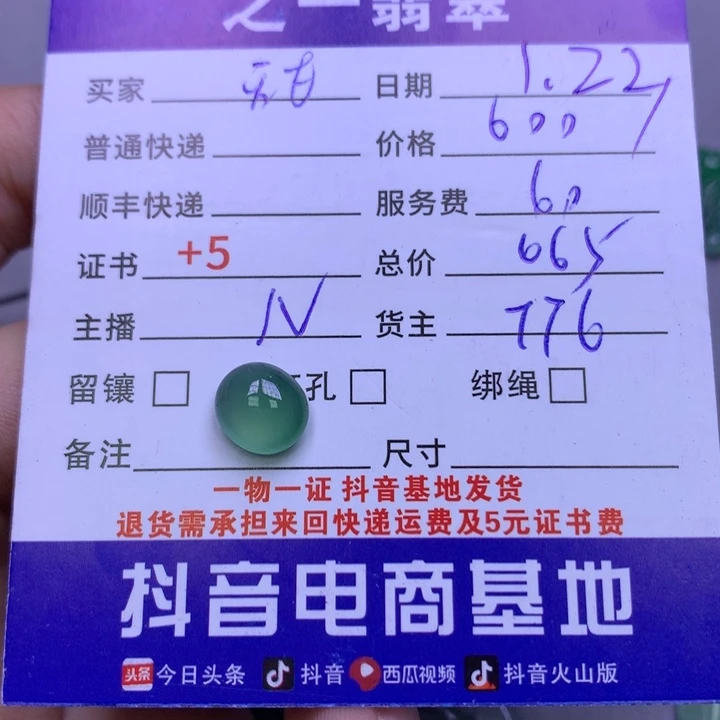 之一翡翠
买家 日期 1.22
普通快递 价格 600
顺丰快递 服务费 60
证书 +5 总价 665
主播 N 货主 776
留镶 孔 绑绳
备注 尺寸
一物一证 抖音基地发货
退货需承担来回快递运费及5元证书费
抖音电商基地
头条 今日头条 抖音 西瓜视频 抖音火山版